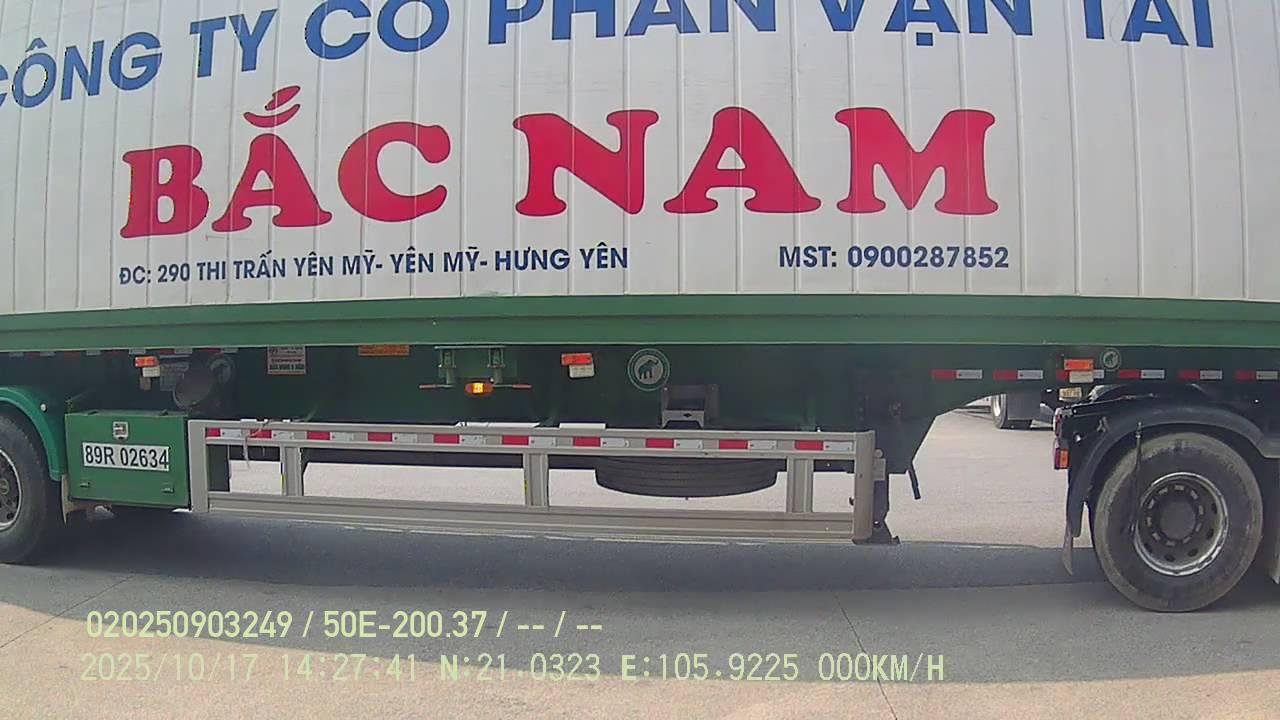 CÔNG TY CỔ PHẦN VẬN TẢI
BẮC NAM
ĐC: 290 THỊ TRẤN YÊN MỸ- YÊN MỸ- HƯNG YÊN
MST: 0900287852
89R 02634
020250903249 / 50E-200.37 / -- / --
2025/10/17 14:27:41 N:21.0323 E:105.9225 000KM/H